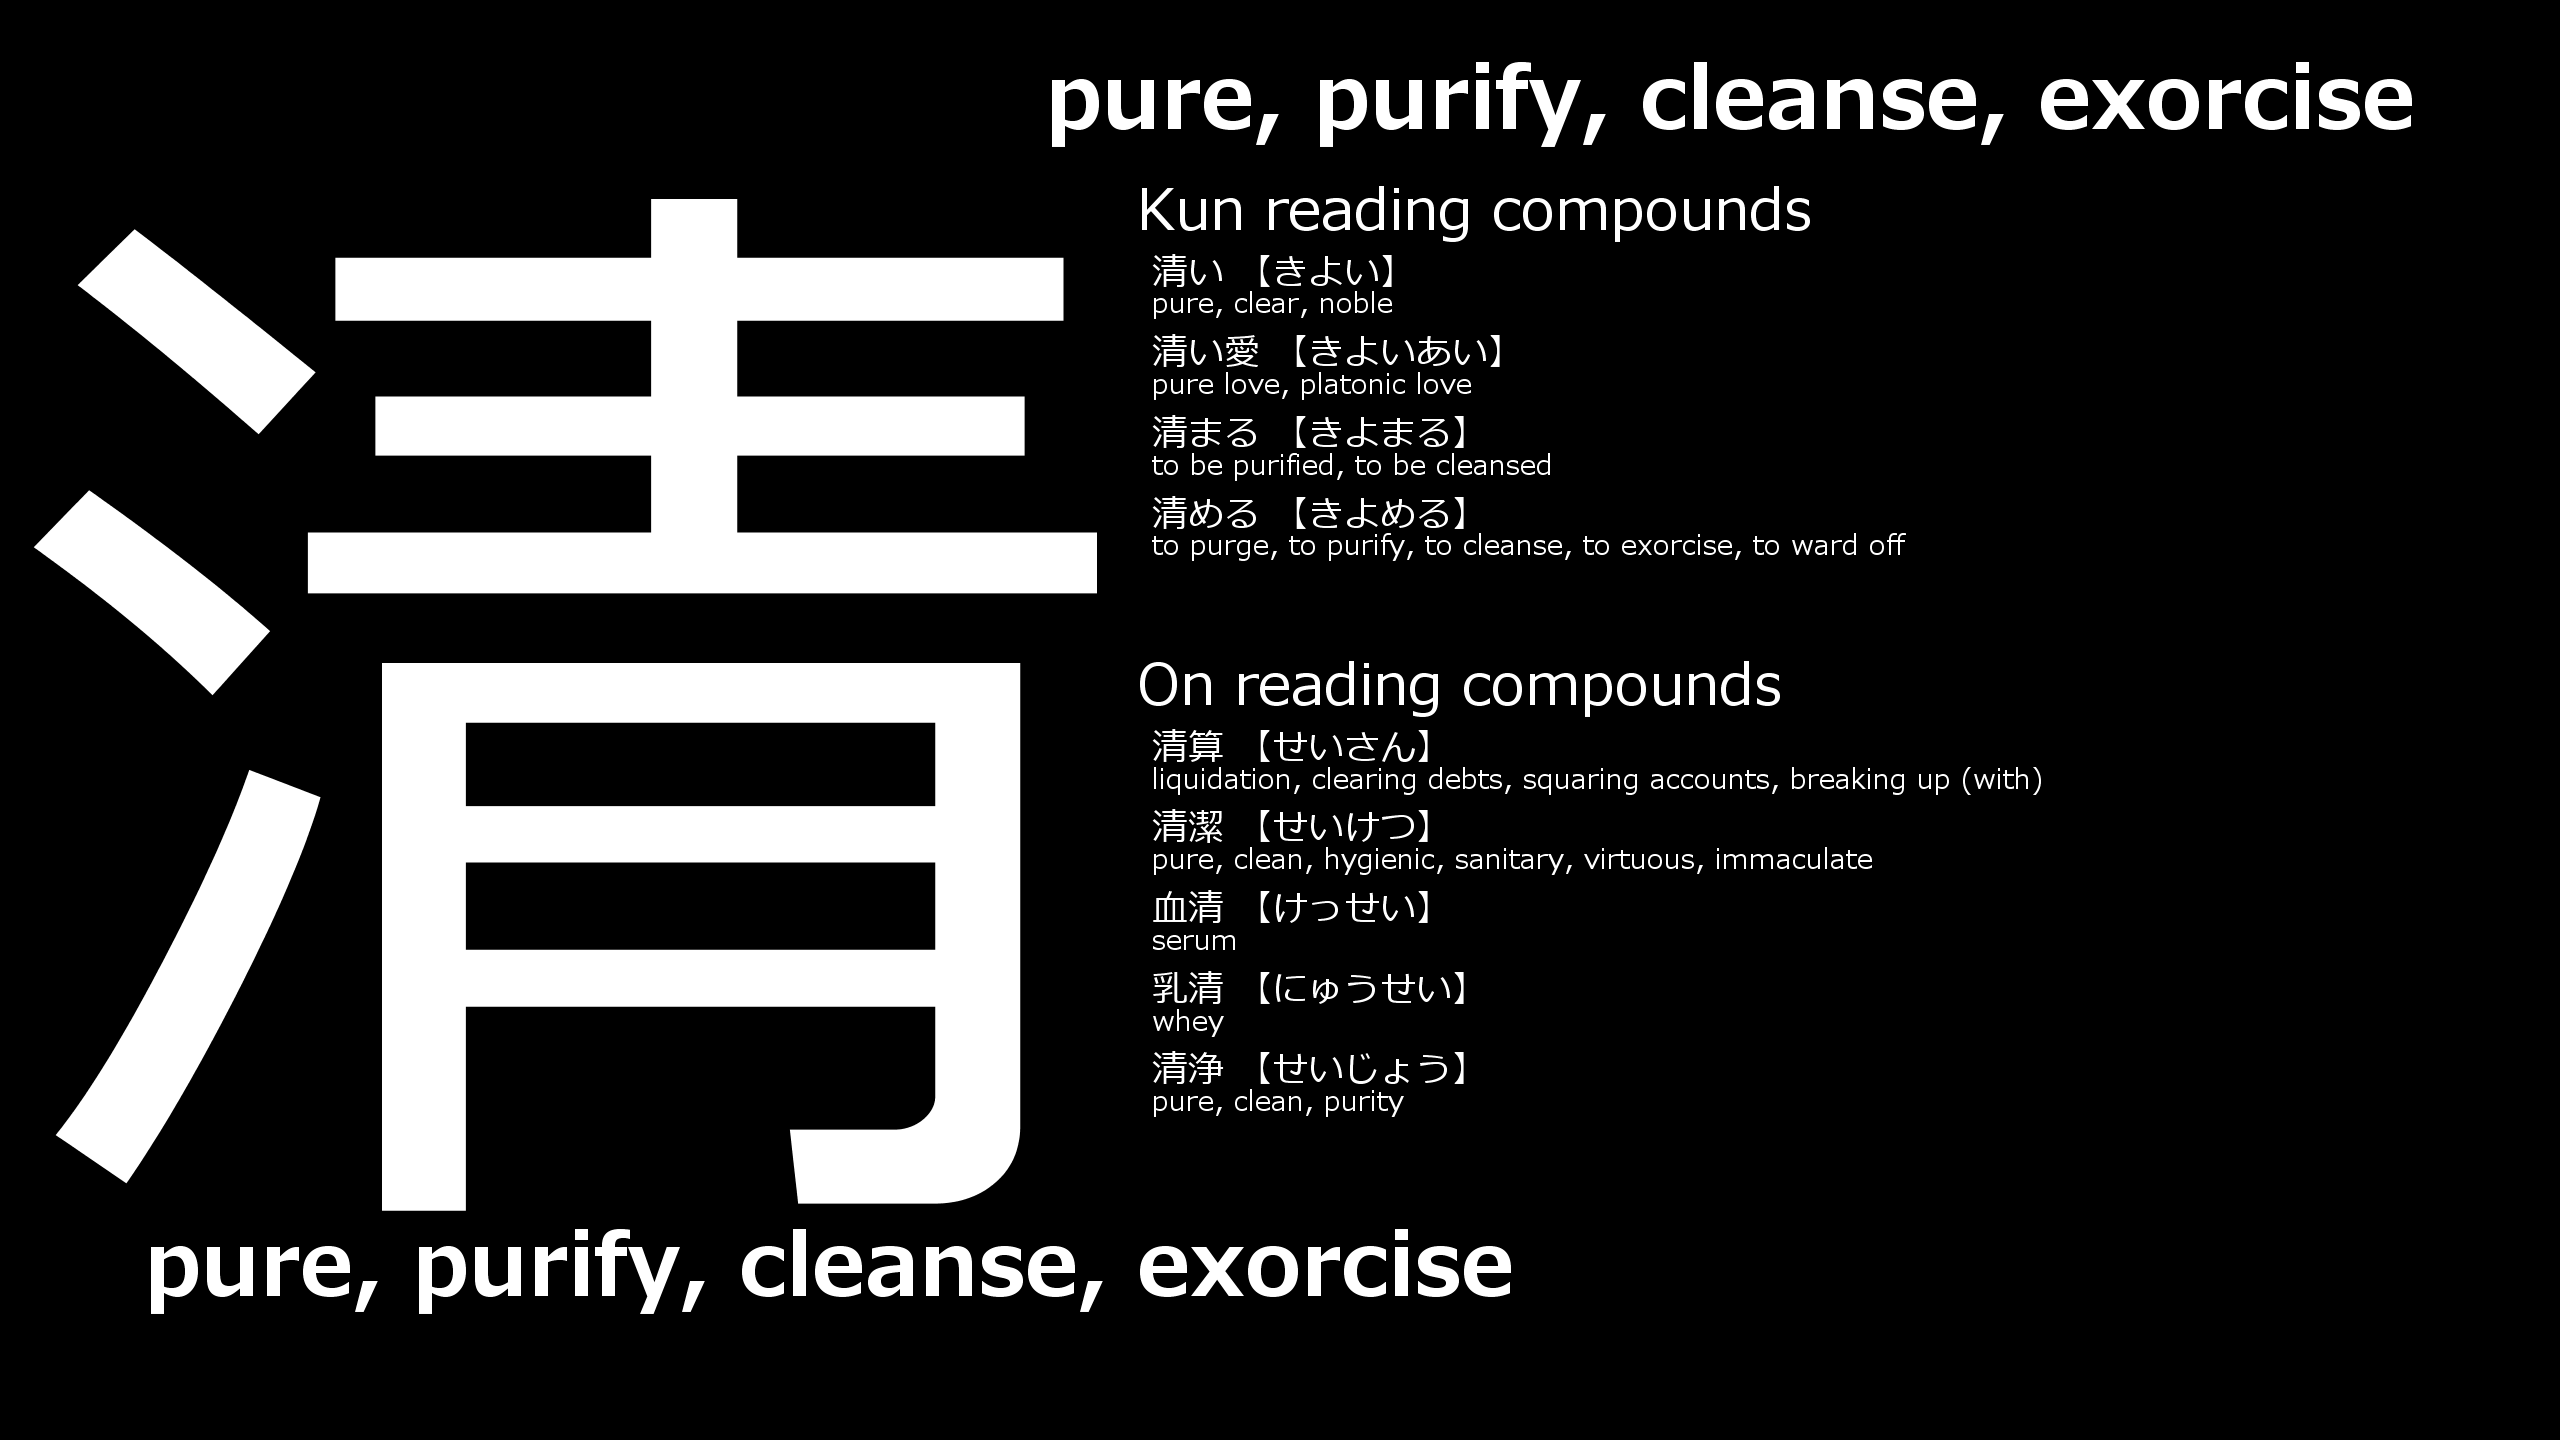 pure, purify, cleanse, exorcise
清
Kun reading compounds
清い 【きよい】
pure, clear, noble
清い愛 【きよいあい】
pure love, platonic love
清まる 【きよまる】
to be purified, to be cleansed
清める 【きよめる】
to purge, to purify, to cleanse, to exorcise, to ward off
On reading compounds
清算 【せいさん】
liquidation, clearing debts, squaring accounts, breaking up (with)
清潔 【せいけつ】
pure, clean, hygienic, sanitary, virtuous, immaculate
血清 【けっせい】
serum
乳清 【にゅうせい】
whey
清浄 【せいじょう】
pure, clean, purity
pure, purify, cleanse, exorcise